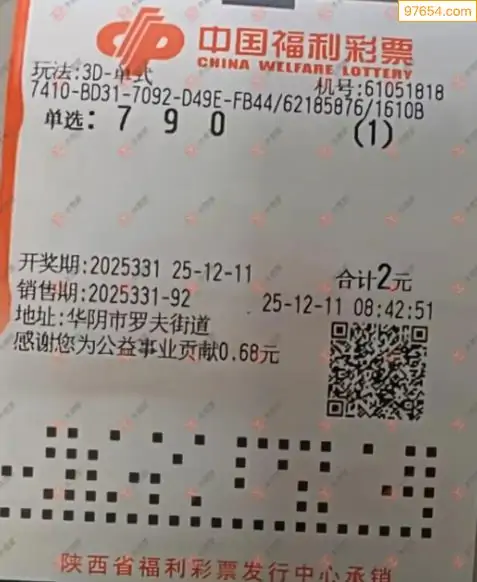 97654.com
中国福利彩票
CHINA WELFARE LOTTERY
玩法:3D-单式
机号:61051818
7410-BD31-7092-D49E-FB44/62185876/1610B
单选: 7 9 0 (1)
开奖期:2025331 25-12-11
合计2元
销售期:2025331-92
25-12-11 08:42:51
地址:华阴市罗夫街道
感谢您为公益事业贡献0.68元
陕西省福利彩票发行中心承销